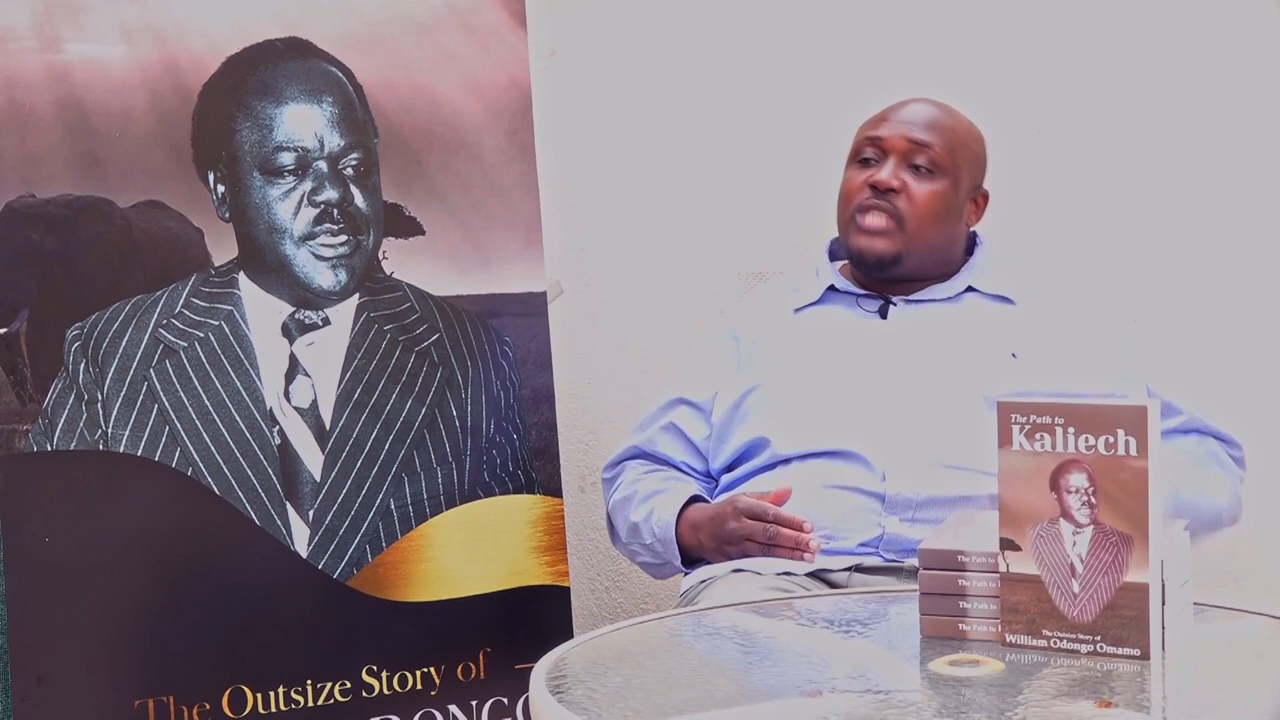 The Outsize Story of
The Path to
Kaliech
The Outsize Story of
William Odongo Omamo
The Path to
The Path to
The Path to
The Path to